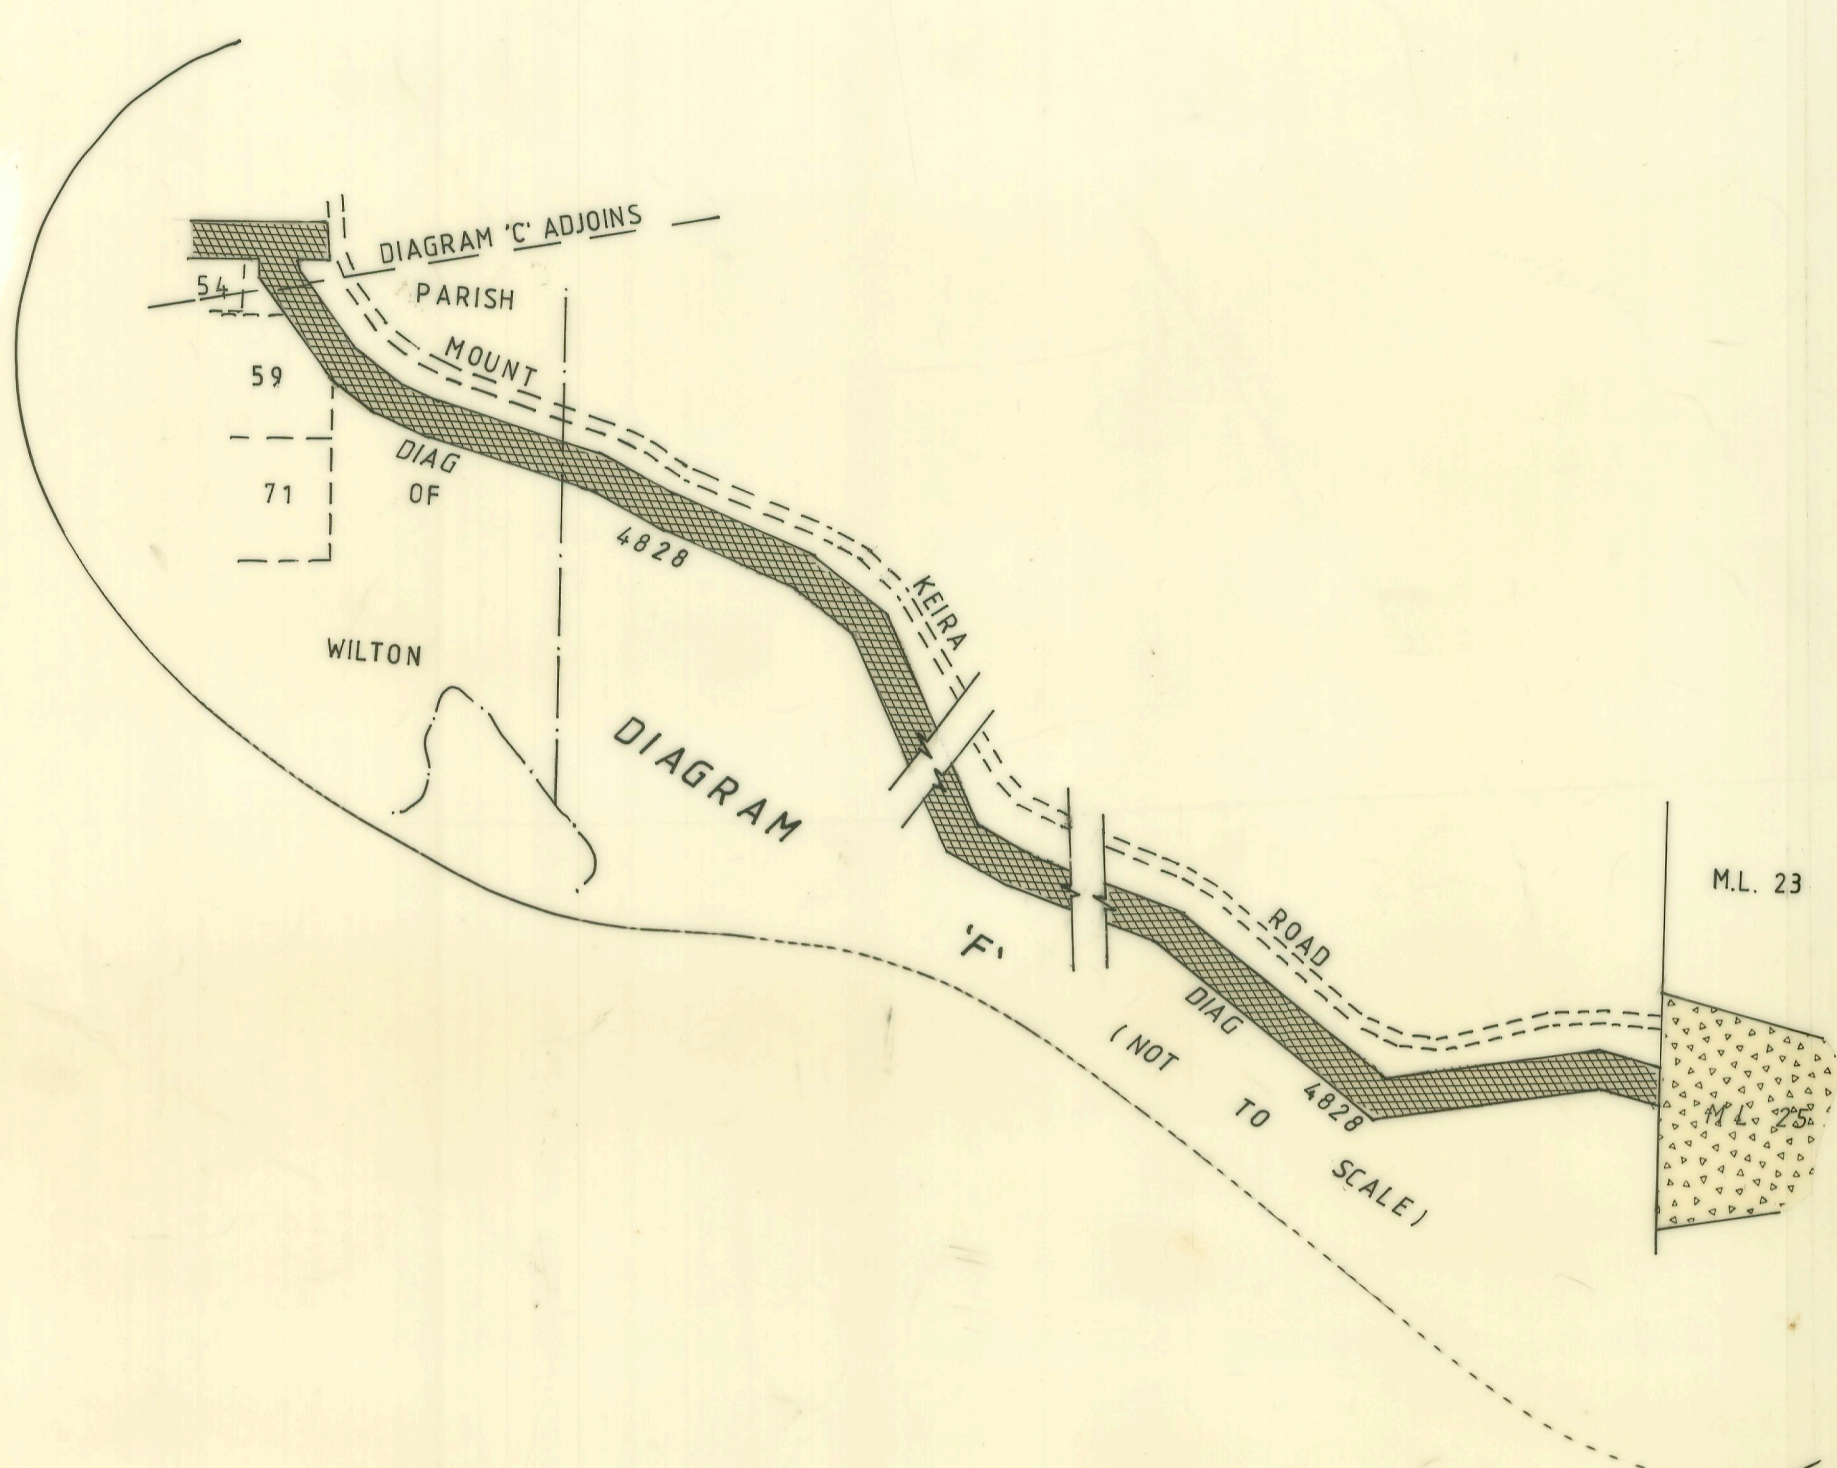 DIAGRAM 'C' ADJOINS
54
PARISH
MOUNT
59
DIAG
OF
71
4828
KEIRA
WILTON
DIAGRAM
'F'
M.L. 23
ROAD
DIAG
(NOT
TO
SCALE)
4828
M L 25